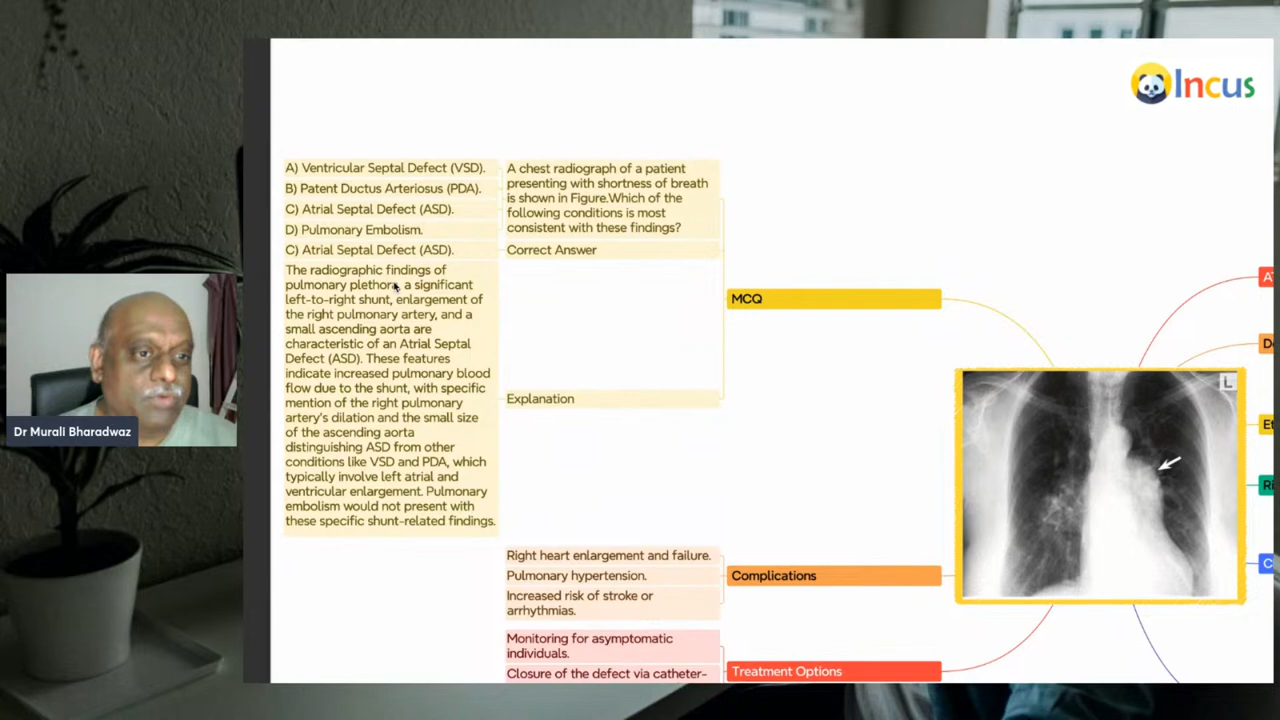 Incus
A) Ventricular Septal Defect (VSD).
B) Patent Ductus Arteriosus (PDA).
C) Atrial Septal Defect (ASD).
D) Pulmonary Embolism.
A chest radiograph of a patient
presenting with shortness of breath
is shown in Figure.Which of the
following conditions is most
consistent with these findings?
C) Atrial Septal Defect (ASD).
Correct Answer
The radiographic findings of
pulmonary plethora, a significant
left-to-right shunt, enlargement of
the right pulmonary artery, and a
small ascending aorta are
characteristic of an Atrial Septal
Defect (ASD). These features
indicate increased pulmonary blood
flow due to the shunt, with specific
mention of the right pulmonary
artery's dilation and the small size
of the ascending aorta
distinguishing ASD from other
conditions like VSD and PDA, which
typically involve left atrial and
ventricular enlargement. Pulmonary
embolism would not present with
these specific shunt-related findings.
Explanation
MCQ
Right heart enlargement and failure.
Pulmonary hypertension.
Increased risk of stroke or
arrhythmias.
Complications
Monitoring for asymptomatic
individuals.
Closure of the defect via catheter-
Treatment Options
L
Dr Murali Bharadwaz